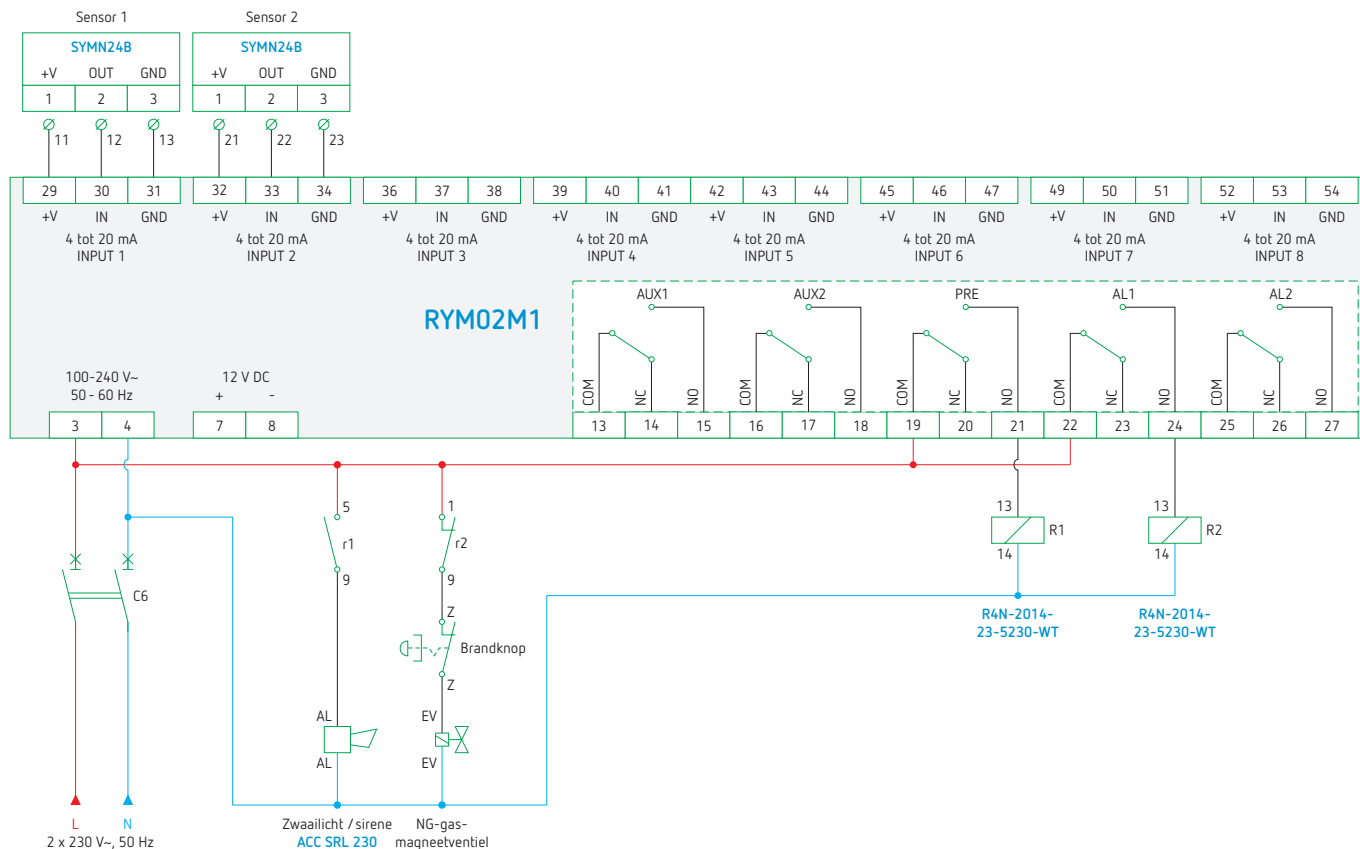 Sensor 1 Sensor 2
SYMN24B SYMN24B
+V OUT GND +V OUT GND
1 2 3 1 2 3
11 12 13 21 22 23
29 30 31 32 33 34 36 37 38 39 40 41 42 43 44 45 46 47 49 50 51 52 53 54
+V IN GND +V IN GND +V IN GND +V IN GND +V IN GND +V IN GND +V IN GND +V IN GND
4 tot 20 mA 4 tot 20 mA 4 tot 20 mA 4 tot 20 mA 4 tot 20 mA 4 tot 20 mA 4 tot 20 mA 4 tot 20 mA
INPUT 1 INPUT 2 INPUT 3 INPUT 4 INPUT 5 INPUT 6 INPUT 7 INPUT 8
AUX1 AUX2 PRE AL1 AL2
RYM02M1
100-240 V~ 12 V DC
50 - 60 Hz + -
COM NC NO COM NC NO COM NC NO COM NC NO COM NC NO
3 4 7 8 13 14 15 16 17 18 19 20 21 22 23 24 25 26 27
5 1 13 13
r1 r2 R1 R2
9 9 14 14
C6
Z
Brandknop
Z
R4N-2014- R4N-2014-
23-5230-WT 23-5230-WT
AL EV
AL EV
L N Zwaailicht / sirene NG-gas-
2 x 230 V~, 50 Hz ACC SRL 230 magneetventiel